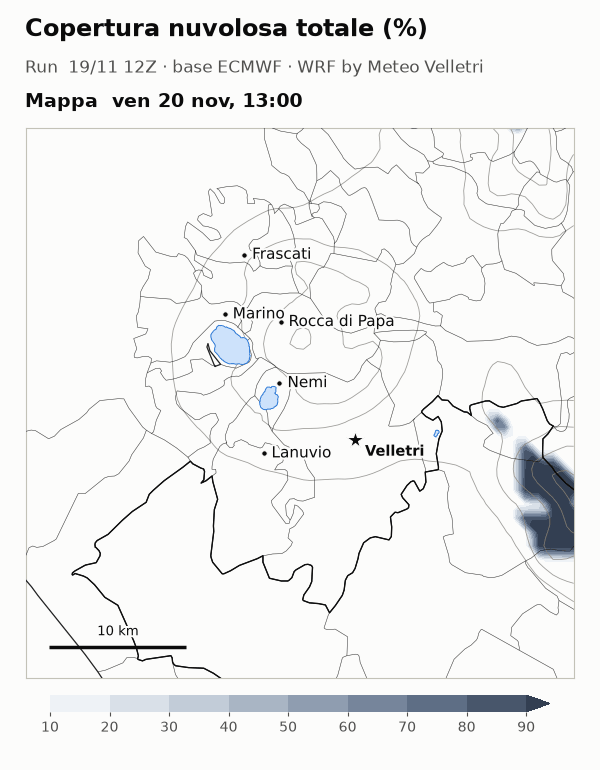 Copertura nuvolosa totale (%)
Run  19/11 12Z · base ECMWF · WRF by Meteo Velletri
Mappa  ven 20 nov, 13:00
Frascati
Marino
Rocca di Papa
Nemi
Velletri
Lanuvio
10 km
10 20 30 40 50 60 70 80 90